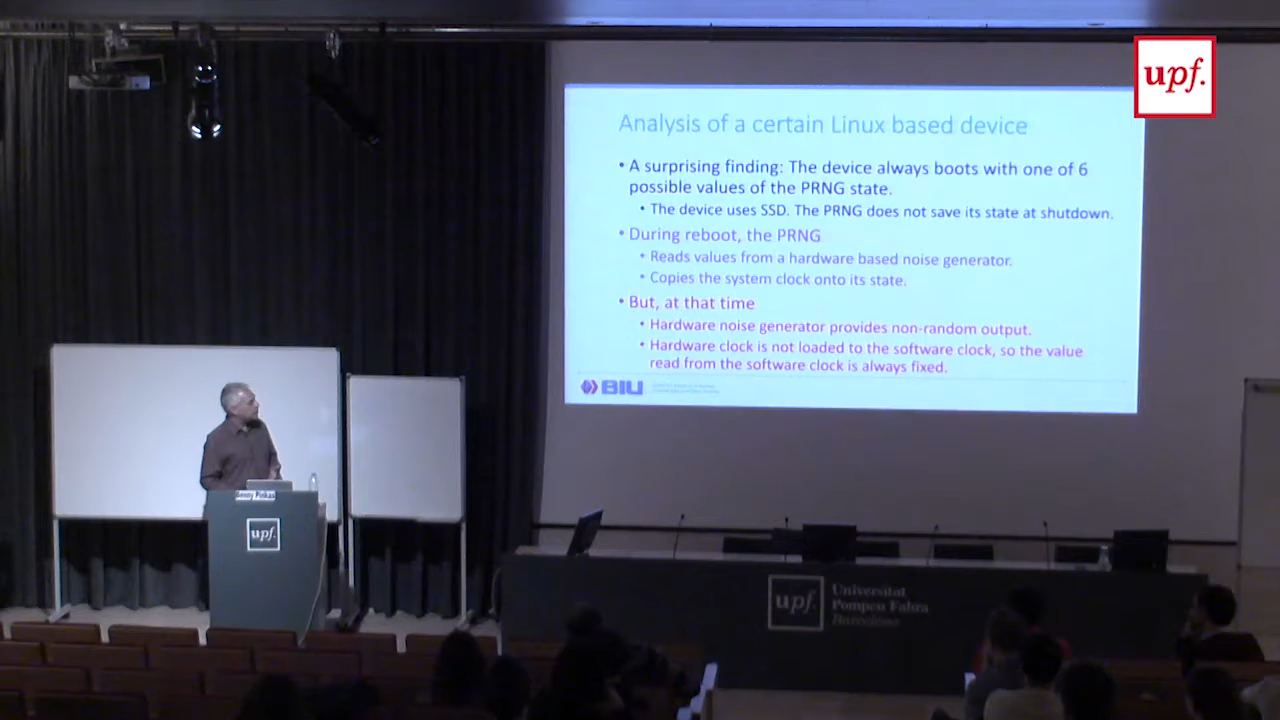 upf.
Analysis of a certain Linux based device
• A surprising finding: The device always boots with one of 6
possible values of the PRNG state.
• The device uses SSD. The PRNG does not save its state at shutdown.
• During reboot, the PRNG
• Reads values from a hardware based noise generator.
• Copies the system clock onto its state.
• But, at that time
• Hardware noise generator provides non-random output.
• Hardware clock is not loaded to the software clock, so the value
read from the software clock is always fixed.
BIU
Benny Pinkas
upf.
upf.
Universitat
Pompeu Fabra
Barcelona